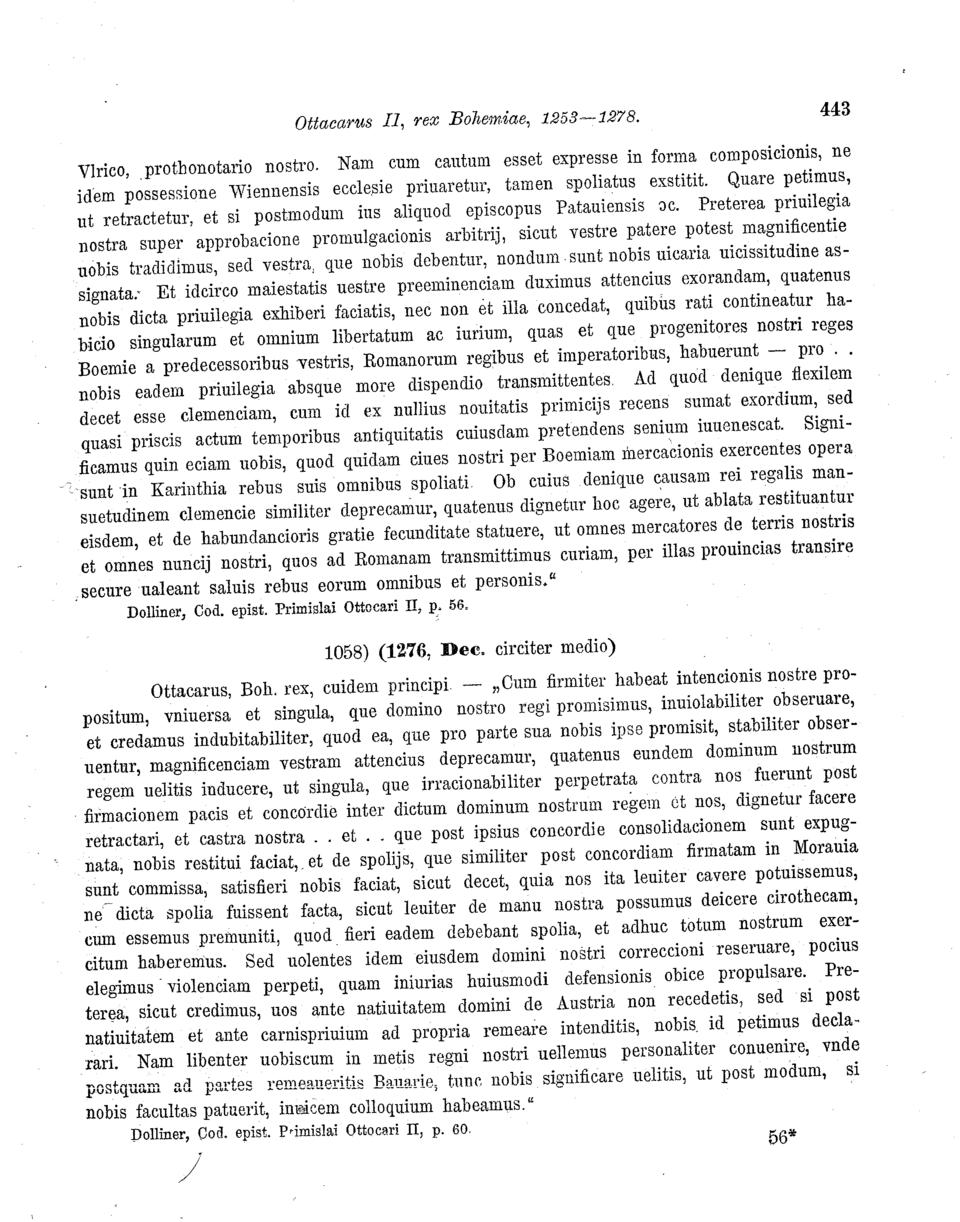 Ottacarus II, rex Bohemiae, 1253—1278.
443
Vlrico, prothonotario nostro. Nam cum cautum esset expresse in forma composicionis, ne
idem possessione Wiennensis ecclesie priuaretur, tamen spoliatus exstitit. Quare petimus,
ut retractetur, et si postmodum ius aliquod episcopus Patauiensis ɔc. Preterea priuilegia
nostra super approbacione promulgacionis arbitrij, sicut vestre patere potest magnificentie
uobis tradidimus, sed vestra, que nobis debentur, nondum sunt nobis uicaria uicissitudine as-
signata. Et idcirco maiestatis uestre preeminenciam duximus attencius exorandam, quatenus
nobis dicta priuilegia exhiberi faciatis, nec non et illa concedat, quibus rati contineatur ha-
bicio singularum et omnium libertatum ac iurium, quas et que progenitores nostri reges
Boemie a predecessoribus vestris, Romanorum regibus et imperatoribus, habuerunt — pro . .
nobis eadem priuilegia absque more dispendio transmittentes. Ad quod denique flexilem
decet esse clemenciam, cum id ex nullius nouitatis primicijs recens sumat exordium, sed
quasi priscis actum temporibus antiquitatis cuiusdam pretendens senium iuuenescat. Signi-
ficamus quin eciam uobis, quod quidam ciues nostri per Boemiam mercacionis exercentes opera
sunt in Karinthia rebus suis omnibus spoliati. Ob cuius denique causam rei regalis man-
suetudinem clemencie similiter deprecamur, quatenus dignetur hoc agere, ut ablata restituantur
eisdem, et de habundancioris gratie fecunditate statuere, ut omnes mercatores de terris nostris
et omnes nuncij nostri, quos ad Romanam transmittimus curiam, per illas prouincias transire
secure ualeant saluis rebus eorum omnibus et personis.“
Dolliner, Cod. epist. Primislai Ottocari II, p. 56.
1058) (1276, Dec. circiter medio)
Ottacarus, Boh. rex, cuidem principi. — „Cum firmiter habeat intencionis nostre pro-
positum, vniuersa et singula, que domino nostro regi promisimus, inuiolabiliter obseruare,
et credamus indubitabiliter, quod ea, que pro parte sua nobis ipse promisit, stabiliter obser-
uentur, magnificenciam vestram attencius deprecamur, quatenus eundem dominum nostrum
regem uelitis inducere, ut singula, que irracionabiliter perpetrata contra nos fuerunt post
firmacionem pacis et concordie inter dictum dominum nostrum regem et nos, dignetur facere
retractari, et castra nostra . . et . . que post ipsius concordie consolidacionem sunt expug-
nata, nobis restitui faciat, et de spolijs, que similiter post concordiam firmatam in Morauia
sunt commissa, satisfieri nobis faciat, sicut decet, quia nos ita leuiter cavere potuissemus,
ne dicta spolia fuissent facta, sicut leuiter de manu nostra possumus deicere cirothecam,
cum essemus premuniti, quod fieri eadem debebant spolia, et adhuc totum nostrum exer-
citum haberemus. Sed uolentes idem eiusdem domini nostri correccioni reseruare, pocius
elegimus violenciam perpeti, quam iniurias huiusmodi defensionis obice propulsare. Pre-
terea, sicut credimus, uos ante natiuitatem domini de Austria non recedetis, sed si post
natiuitatem et ante carnispriuium ad propria remeare intenditis, nobis id petimus decla-
rari. Nam libenter uobiscum in metis regni nostri uellemus personaliter conuenire, vnde
postquam ad partes remeaueritis Bauarie, tunc nobis significare uelitis, ut post modum, si
nobis facultas patuerit, inuicem colloquium habeamus.“
Dolliner, Cod. epist. Primislai Ottocari II, p. 60.
56*